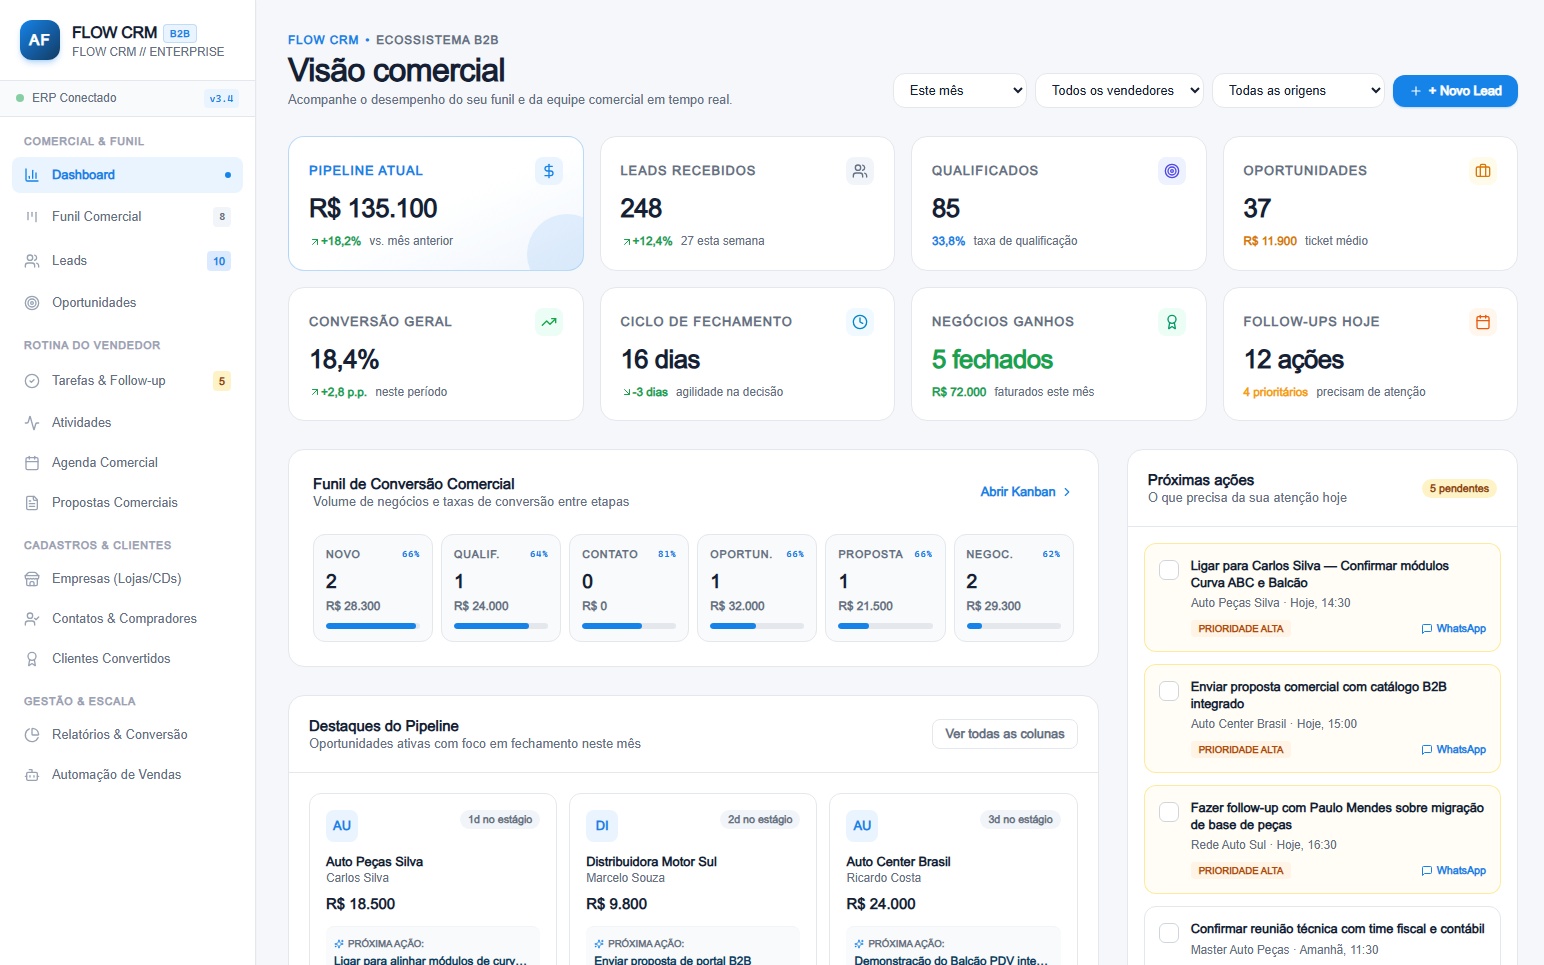 AF
FLOW CRM B2B
FLOW CRM // ENTERPRISE
ERP Conectado v3.4
COMERCIAL & FUNIL
Dashboard
Funil Comercial 8
Leads 10
Oportunidades
ROTINA DO VENDEDOR
Tarefas & Follow-up 5
Atividades
Agenda Comercial
Propostas Comerciais
CADASTROS & CLIENTES
Empresas (Lojas/CDs)
Contatos & Compradores
Clientes Convertidos
GESTÃO & ESCALA
Relatórios & Conversão
Automação de Vendas
FLOW CRM • ECOSSISTEMA B2B
Visão comercial
Acompanhe o desempenho do seu funil e da equipe comercial em tempo real.
Este mês
Todos os vendedores
Todas as origens
+ Novo Lead
PIPELINE ATUAL
R$ 135.100
+18,2% vs. mês anterior
LEADS RECEBIDOS
248
+12,4% 27 esta semana
QUALIFICADOS
85
33,8% taxa de qualificação
OPORTUNIDADES
37
R$ 11.900 ticket médio
CONVERSÃO GERAL
18,4%
+2,8 p.p. neste período
CICLO DE FECHAMENTO
16 dias
-3 dias agilidade na decisão
NEGÓCIOS GANHOS
5 fechados
R$ 72.000 faturados este mês
FOLLOW-UPS HOJE
12 ações
4 prioritários precisam de atenção
Funil de Conversão Comercial
Volume de negócios e taxas de conversão entre etapas
Abrir Kanban
NOVO 66%
2
R$ 28.300
QUALIF. 64%
1
R$ 24.000
CONTATO 81%
0
R$ 0
OPORTUN. 66%
1
R$ 32.000
PROPOSTA 66%
1
R$ 21.500
NEGOC. 62%
2
R$ 29.300
Destaques do Pipeline
Oportunidades ativas com foco em fechamento neste mês
Ver todas as colunas
AU 1d no estágio
Auto Peças Silva
Carlos Silva
R$ 18.500
PRÓXIMA AÇÃO:
Ligar para alinhar módulos de curv...
DI 2d no estágio
Distribuidora Motor Sul
Marcelo Souza
R$ 9.800
PRÓXIMA AÇÃO:
Enviar proposta de portal B2B
AU 3d no estágio
Auto Center Brasil
Ricardo Costa
R$ 24.000
PRÓXIMA AÇÃO:
Demonstração do Balcão PDV inte...
Próximas ações
O que precisa da sua atenção hoje
5 pendentes
Ligar para Carlos Silva — Confirmar módulos
Curva ABC e Balcão
Auto Peças Silva · Hoje, 14:30
PRIORIDADE ALTA WhatsApp
Enviar proposta comercial com catálogo B2B
integrado
Auto Center Brasil · Hoje, 15:00
PRIORIDADE ALTA WhatsApp
Fazer follow-up com Paulo Mendes sobre migração
de base de peças
Rede Auto Sul · Hoje, 16:30
PRIORIDADE ALTA WhatsApp
Confirmar reunião técnica com time fiscal e contábil
Master Auto Peças · Amanhã, 11:30